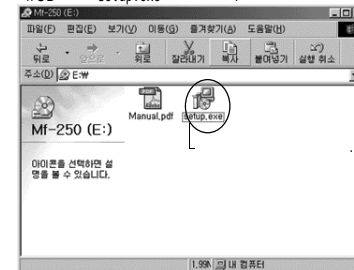 Mf-250 (E:)
파일(F) 편집(E) 보기(V) 이동(G) 즐겨찾기(A) 도움말(H)
뒤로 앞으로 위로 잘라내기 복사 붙여넣기 실행 취소
주소(D) E:₩
Manual.pdf setup.exe
Mf-250 (E:)
아이콘을 선택하면 설
명을 볼 수 있습니다.
내 컴퓨터